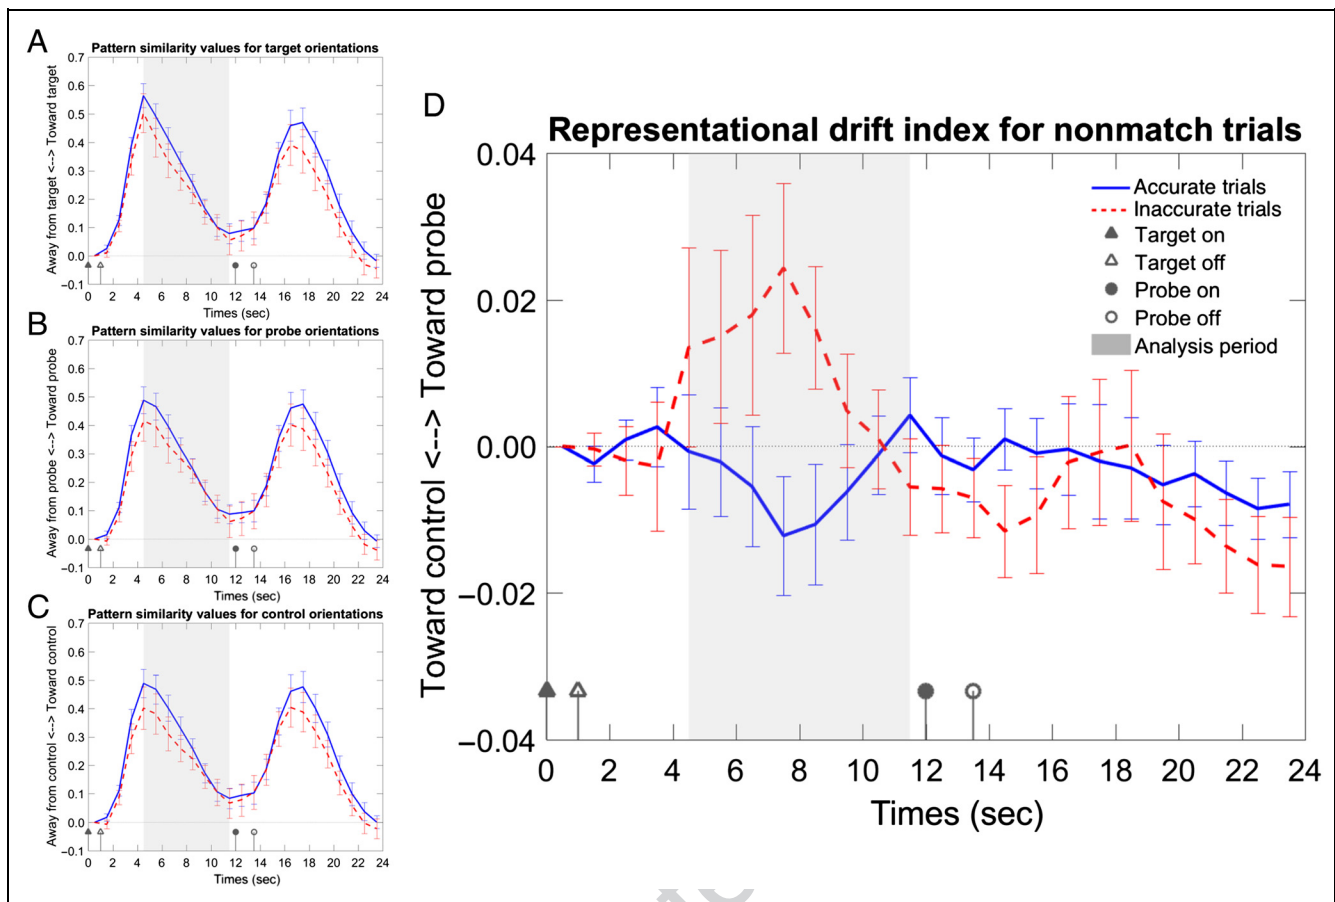 A
Pattern similarity values for target orientations
Away from target <--> Toward target
0.7
0.6
0.5
0.4
0.3
0.2
0.1
0.0
−0.1
0 2 4 6 8 10 12 14 16 18 20 22 24
Times (sec)
B
Pattern similarity values for probe orientations
Away from probe <--> Toward probe
0.7
0.6
0.5
0.4
0.3
0.2
0.1
0.0
−0.1
0 2 4 6 8 10 12 14 16 18 20 22 24
Times (sec)
C
Pattern similarity values for control orientations
Away from control <--> Toward control
0.7
0.6
0.5
0.4
0.3
0.2
0.1
0.0
−0.1
0 2 4 6 8 10 12 14 16 18 20 22 24
Times (sec)
D
Representational drift index for nonmatch trials
Toward control <--> Toward probe
0.04
0.02
0.00
−0.02
−0.04
Accurate trials
Inaccurate trials
Target on
Target off
Probe on
Probe off
Analysis period
0 2 4 6 8 10 12 14 16 18 20 22 24
Times (sec)